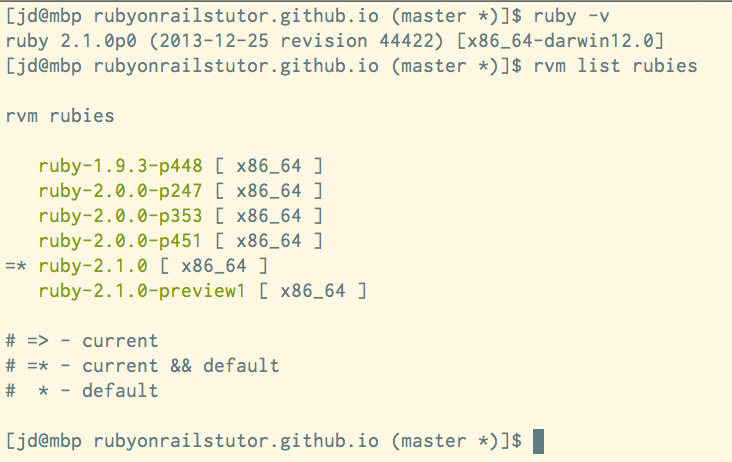 [jd@mbp rubyonrailstutor.github.io (master *)]$ ruby -v
ruby 2.1.0p0 (2013-12-25 revision 44422) [x86_64-darwin12.0]
[jd@mbp rubyonrailstutor.github.io (master *)]$ rvm list rubies

rvm rubies

   ruby-1.9.3-p448 [ x86_64 ]
   ruby-2.0.0-p247 [ x86_64 ]
   ruby-2.0.0-p353 [ x86_64 ]
   ruby-2.0.0-p451 [ x86_64 ]
=* ruby-2.1.0 [ x86_64 ]
   ruby-2.1.0-preview1 [ x86_64 ]

# => - current
# =* - current && default
#  * - default

[jd@mbp rubyonrailstutor.github.io (master *)]$